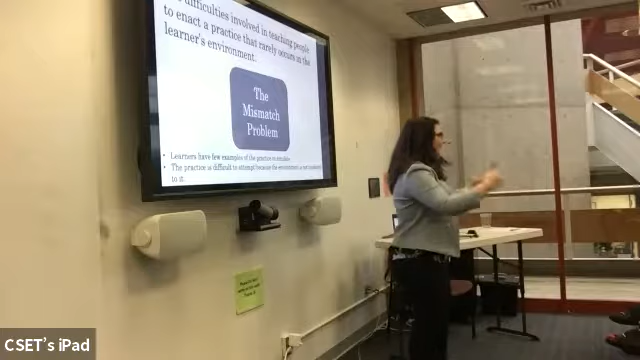 difficulties involved in teaching people
to enact a practice that rarely occurs in the
learner's environment:
The
Mismatch
Problem
• Learners have few examples of the practice to emulate
• The practice is difficult to attempt because the environment is not
to it.
CSET's iPad